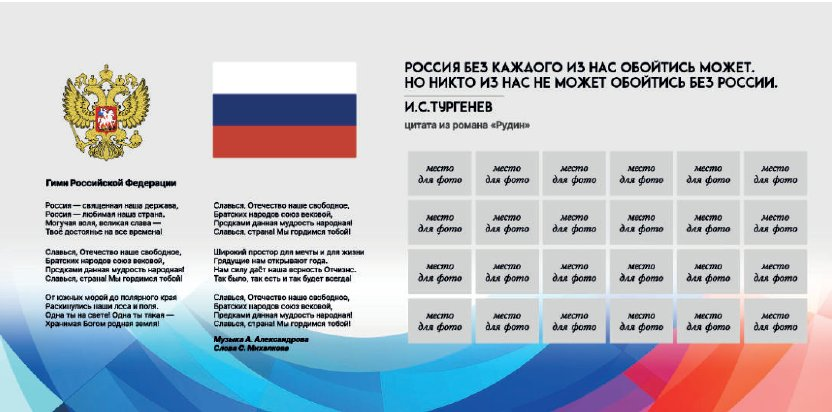 РОССИЯ БЕЗ КАЖДОГО ИЗ НАС ОБОЙТИСЬ МОЖЕТ.
НО НИКТО ИЗ НАС НЕ МОЖЕТ ОБОЙТИСЬ БЕЗ РОССИИ.
И.С.ТУРГЕНЕВ
цитата из романа «Рудин»
Гимн Российской Федерации
Россия — священная наша держава,
Россия — любимая наша страна.
Могучая воля, великая слава —
Твоё достоянье на все времена!
Славься, Отечество наше свободное,
Братских народов союз вековой,
Предками данная мудрость народная!
Славься, страна! Мы гордимся тобой!
От южных морей до полярного края
Раскинулись наши леса и поля.
Одна ты на свете! Одна ты такая —
Хранимая Богом родная земля!
Славься, Отечество наше свободное,
Братских народов союз вековой,
Предками данная мудрость народная!
Славься, страна! Мы гордимся тобой!
Широкий простор для мечты и для жизни
Грядущие нам открывают года.
Нам силу даёт наша верность Отчизне.
Так было, так есть и так будет всегда!
Славься, Отечество наше свободное,
Братских народов союз вековой,
Предками данная мудрость народная!
Славься, страна! Мы гордимся тобой!
Музыка А. Александрова
Слова С. Михалкова
место место место место место место
для фото для фото для фото для фото для фото для фото
место место место место место место
для фото для фото для фото для фото для фото для фото
место место место место место место
для фото для фото для фото для фото для фото для фото
место место место место место место
для фото для фото для фото для фото для фото для фото